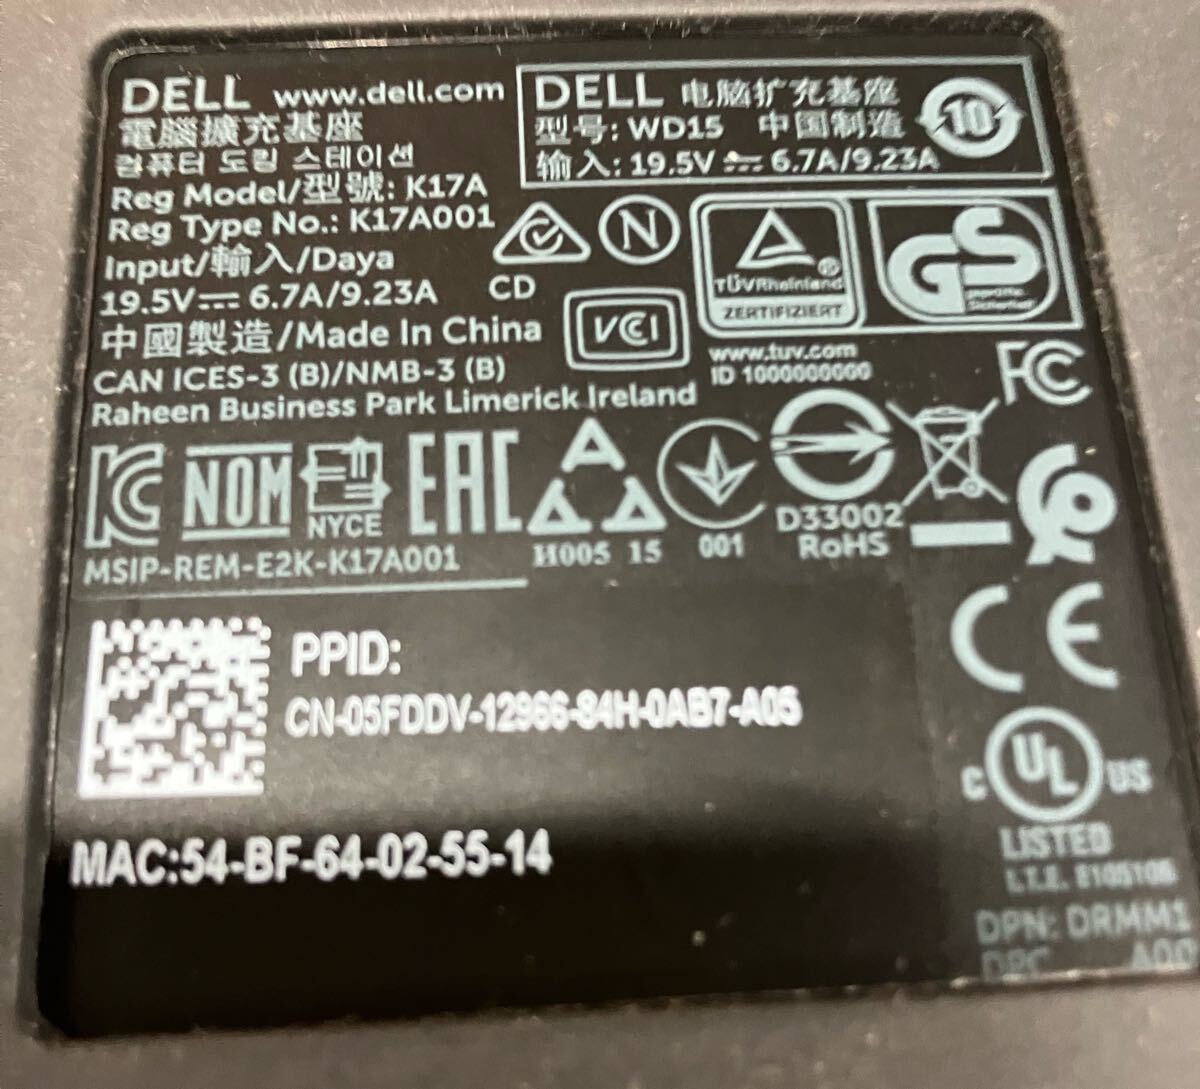 DELL www.dell.com
電腦擴充基座
컴퓨터 도킹 스테이션
Reg Model/型號: K17A
Reg Type No.: K17A001
Input/輸入/Daya
19.5V⎓ 6.7A/9.23A
中國製造/Made In China
CAN ICES-3 (B)/NMB-3 (B)
Raheen Business Park Limerick Ireland
DELL 电脑扩充基座
型号: WD15 中国制造
输入: 19.5V⎓ 6.7A/9.23A
10
CD
N
VCI
TÜVRheinland
ZERTIFIZIERT
GS
geprüfte
Sicherheit
www.tuv.com
ID 1000000000
FC
KC
NOM
NYCE
EAC
H005 15
001
D33002
RoHS
MSIP-REM-E2K-K17A001
PPID:
CN-05FDDV-12966-84H-0AB7-A05
MAC:54-BF-64-02-55-14
CE
c UL US
LISTED
I.T.E.
DPN: DRMM1
A00